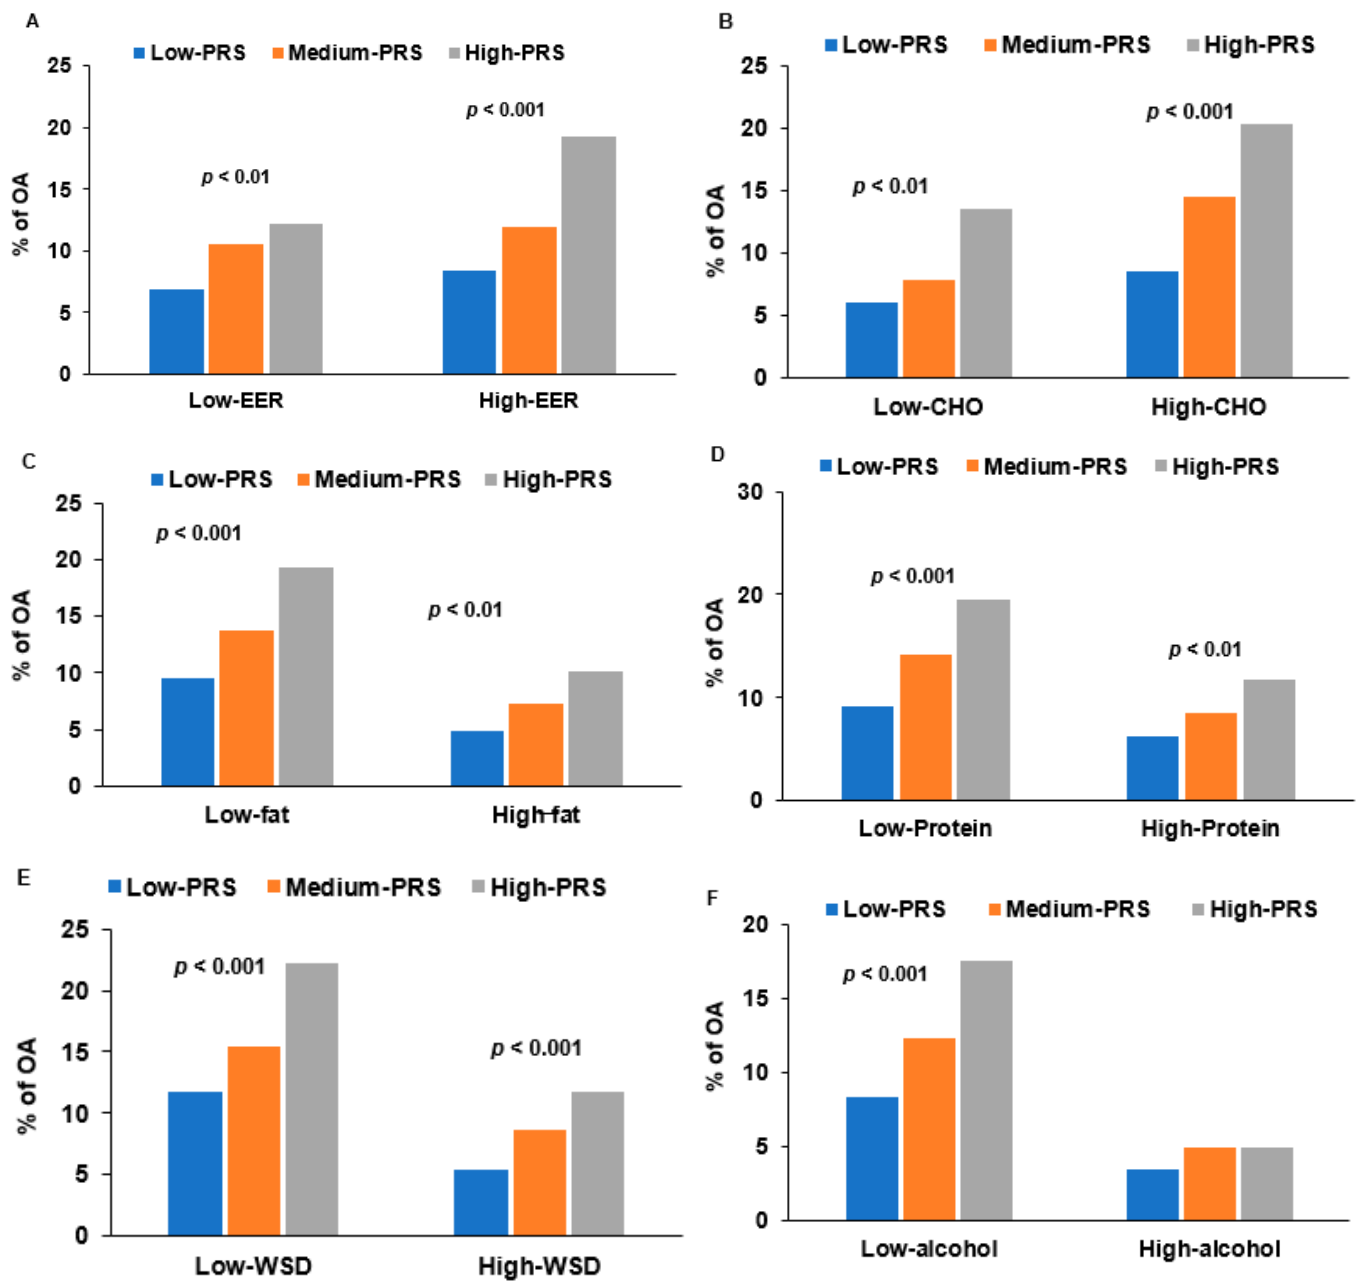 A
Low-PRS Medium-PRS High-PRS
25
20
15
10
5
0
% of OA
p < 0.01
p < 0.001
Low-EER High-EER
B
Low-PRS Medium-PRS High-PRS
25
20
15
10
5
0
% of OA
p < 0.01
p < 0.001
Low-CHO High-CHO
C
Low-PRS Medium-PRS High-PRS
25
20
15
10
5
0
% of OA
p < 0.001
p < 0.01
Low-fat High-fat
D
Low-PRS Medium-PRS High-PRS
30
20
10
0
% of OA
p < 0.001
p < 0.01
Low-Protein High-Protein
E
Low-PRS Medium-PRS High-PRS
25
20
15
10
5
0
% of OA
p < 0.001
p < 0.001
Low-WSD High-WSD
F
Low-PRS Medium-PRS High-PRS
20
15
10
5
0
% of OA
p < 0.001
Low-alcohol High-alcohol